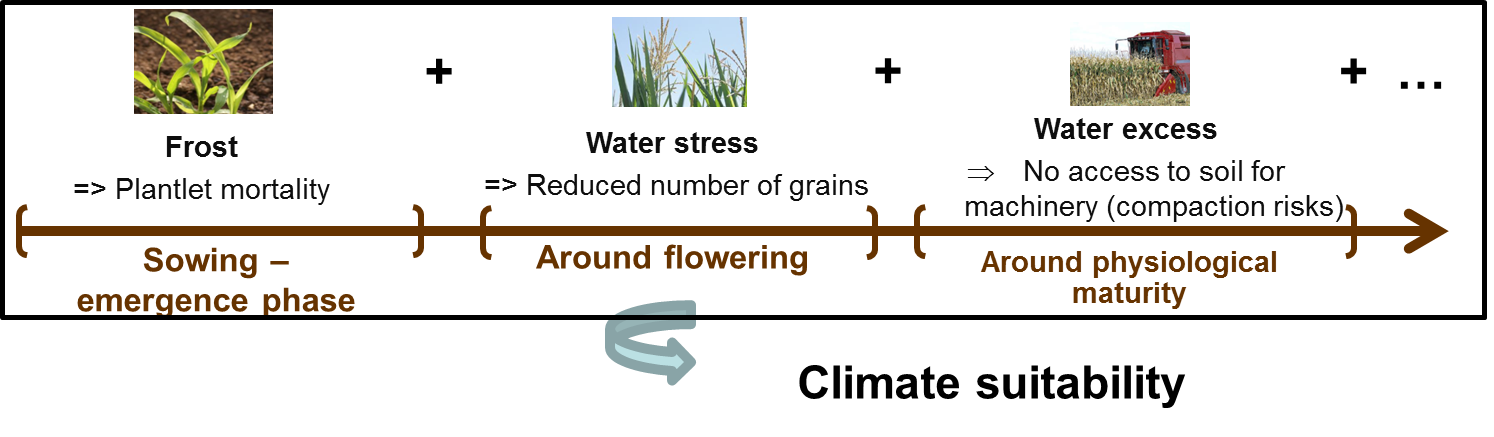 + + + …
Frost
=> Plantlet mortality
Water stress
=> Reduced number of grains
Water excess
⇒ No access to soil for
machinery (compaction risks)
Sowing –
emergence phase
Around flowering
Around physiological
maturity
Climate suitability